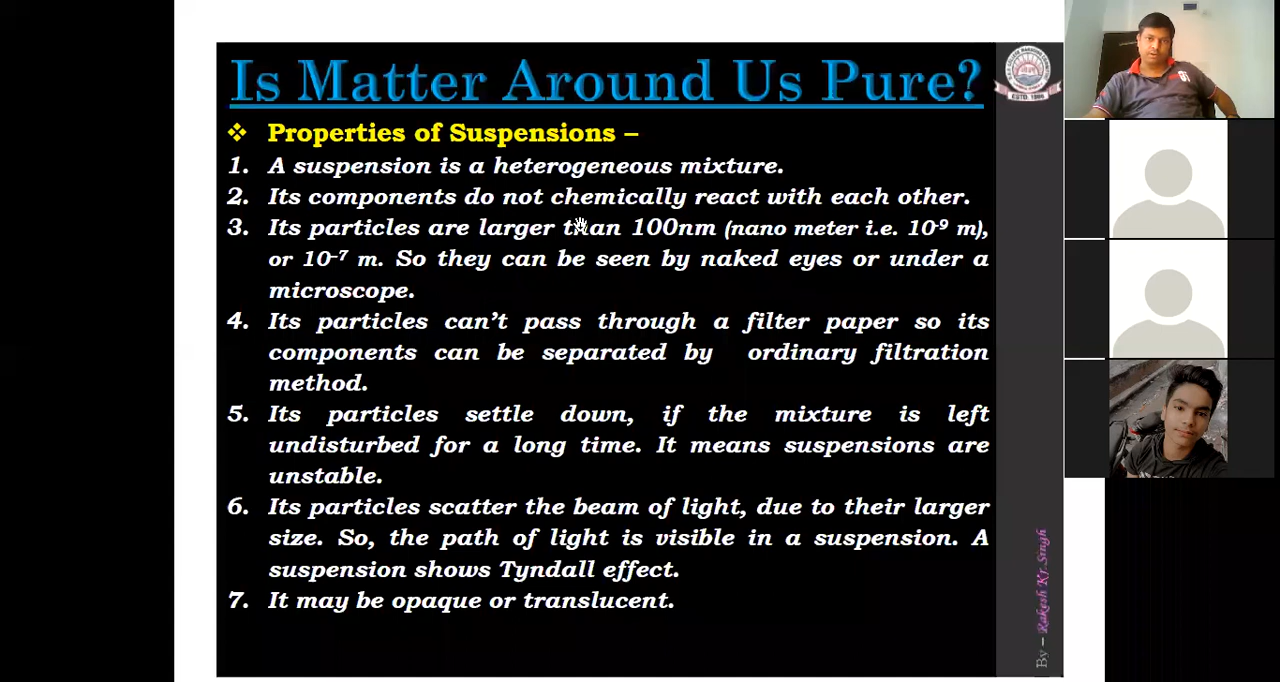 Is Matter Around Us Pure?
❖ Properties of Suspensions –
1. A suspension is a heterogeneous mixture.
2. Its components do not chemically react with each other.
3. Its particles are larger than 100nm (nano meter i.e. 10⁻⁹ m),
or 10⁻⁷ m. So they can be seen by naked eyes or under a
microscope.
4. Its particles can’t pass through a filter paper so its
components can be separated by ordinary filtration
method.
5. Its particles settle down, if the mixture is left
undisturbed for a long time. It means suspensions are
unstable.
6. Its particles scatter the beam of light, due to their larger
size. So, the path of light is visible in a suspension. A
suspension shows Tyndall effect.
7. It may be opaque or translucent.
By – Rakesh Kr. Singh